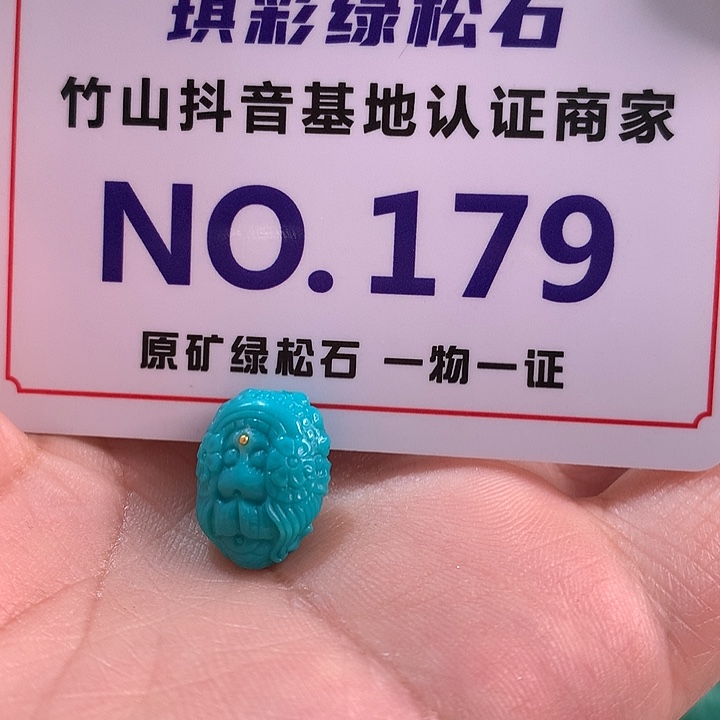 琪彩绿松石
竹山抖音基地认证商家
NO.179
原矿绿松石 一物一证